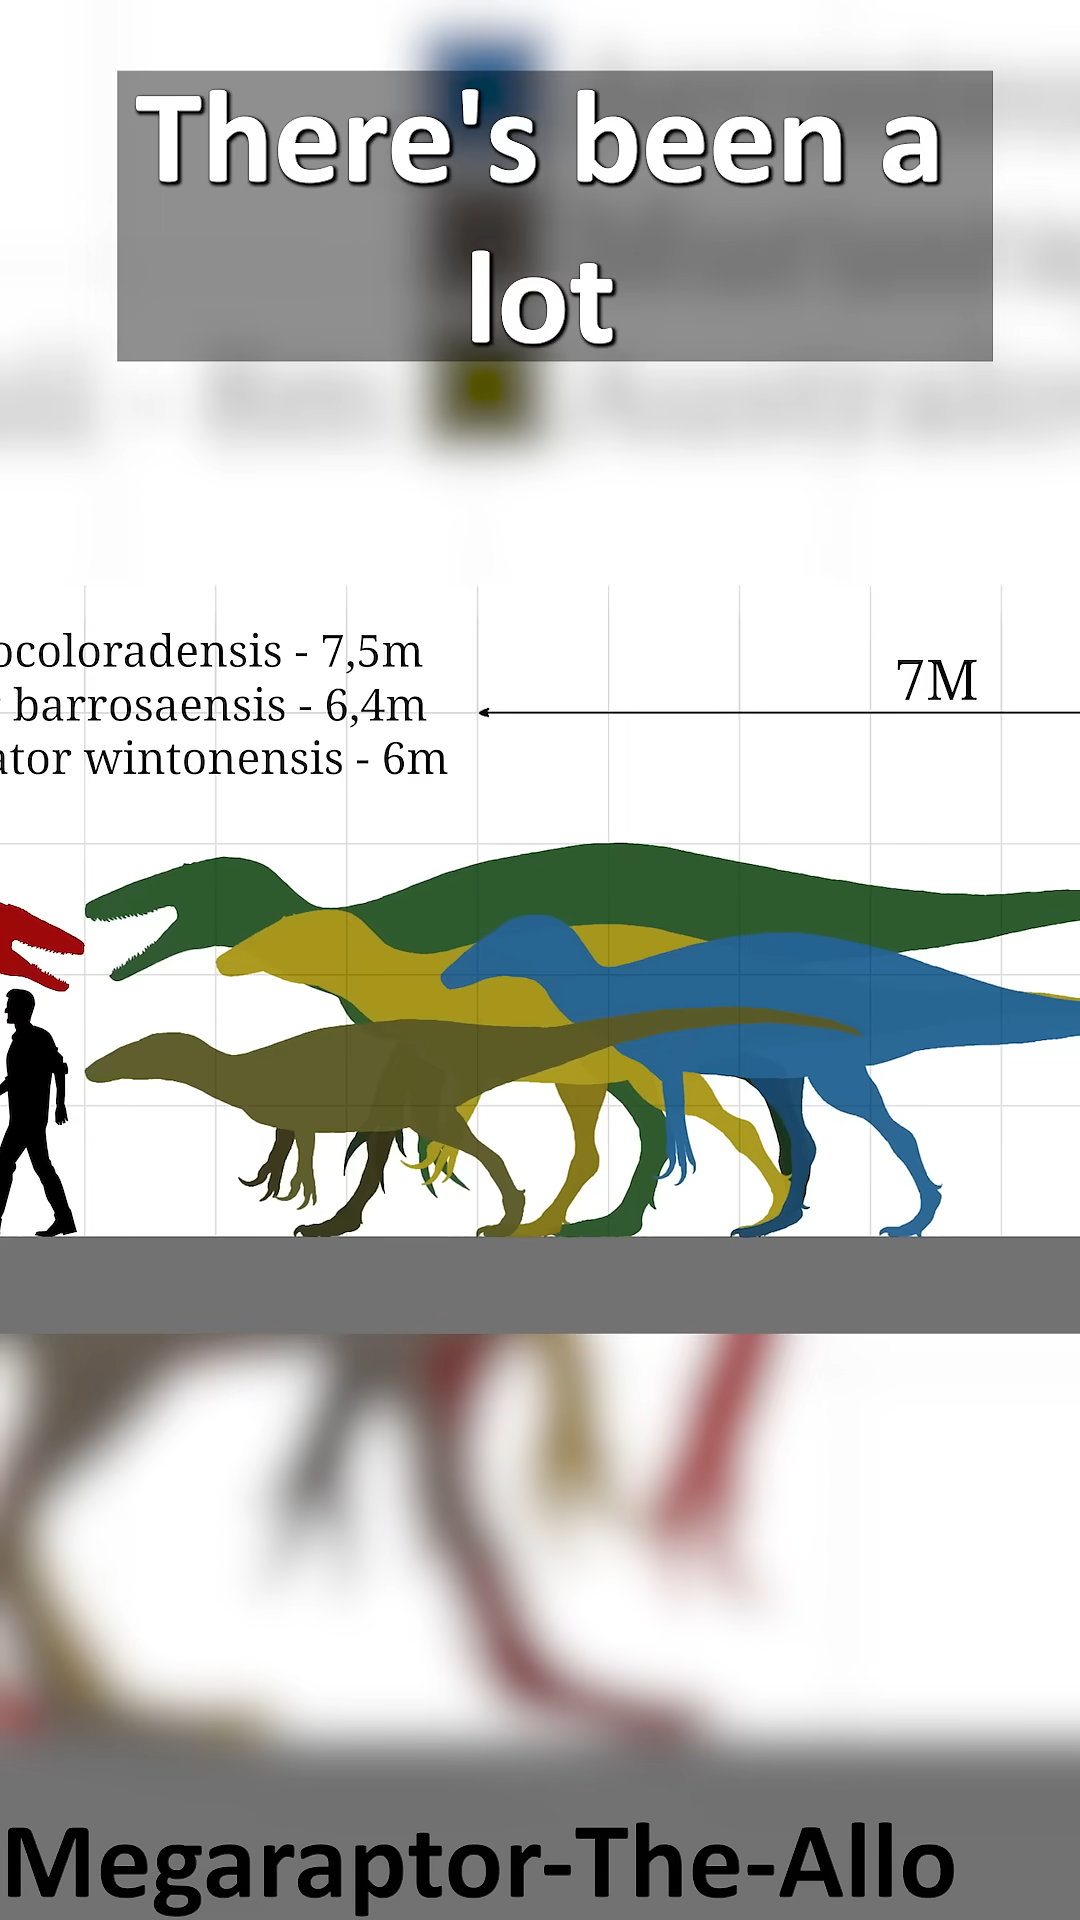 There's been a
lot
ocoloradensis - 7,5m
barrosaensis - 6,4m
ator wintonensis - 6m
7M
Megaraptor-The-Allo